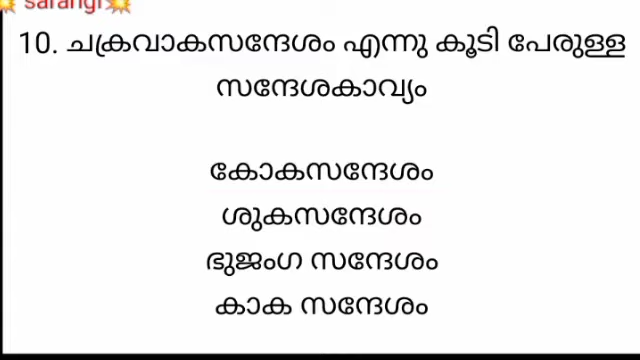 sarangi
10. ചക്രവാകസന്ദേശം എന്നു കൂടി പേരുള്ള
സന്ദേശകാവ്യം
കോകസന്ദേശം
ശുകസന്ദേശം
ഭുജംഗ സന്ദേശം
കാക സന്ദേശം